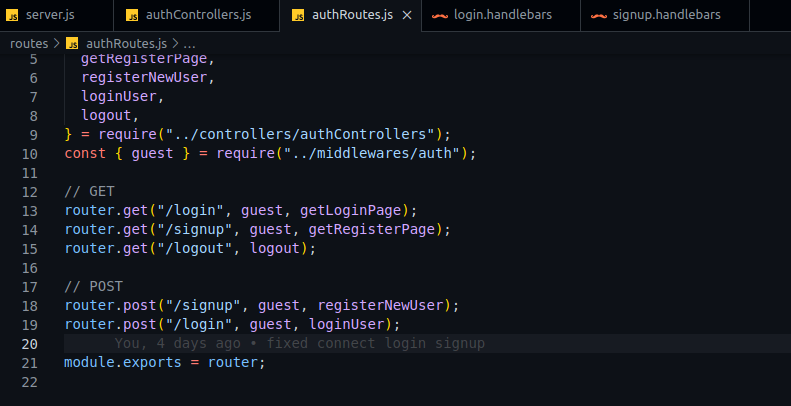 server.js
authControllers.js
authRoutes.js
login.handlebars
signup.handlebars
routes > JS authRoutes.js > ...
5 getRegisterPage,
6 registerNewUser,
7 loginUser,
8 logout,
9 } = require("../controllers/authControllers");
10 const { guest } = require("../middlewares/auth");
11
12 // GET
13 router.get("/login", guest, getLoginPage);
14 router.get("/signup", guest, getRegisterPage);
15 router.get("/logout", logout);
16
17 // POST
18 router.post("/signup", guest, registerNewUser);
19 router.post("/login", guest, loginUser);
20 You, 4 days ago • fixed connect login signup
21 module.exports = router;
22